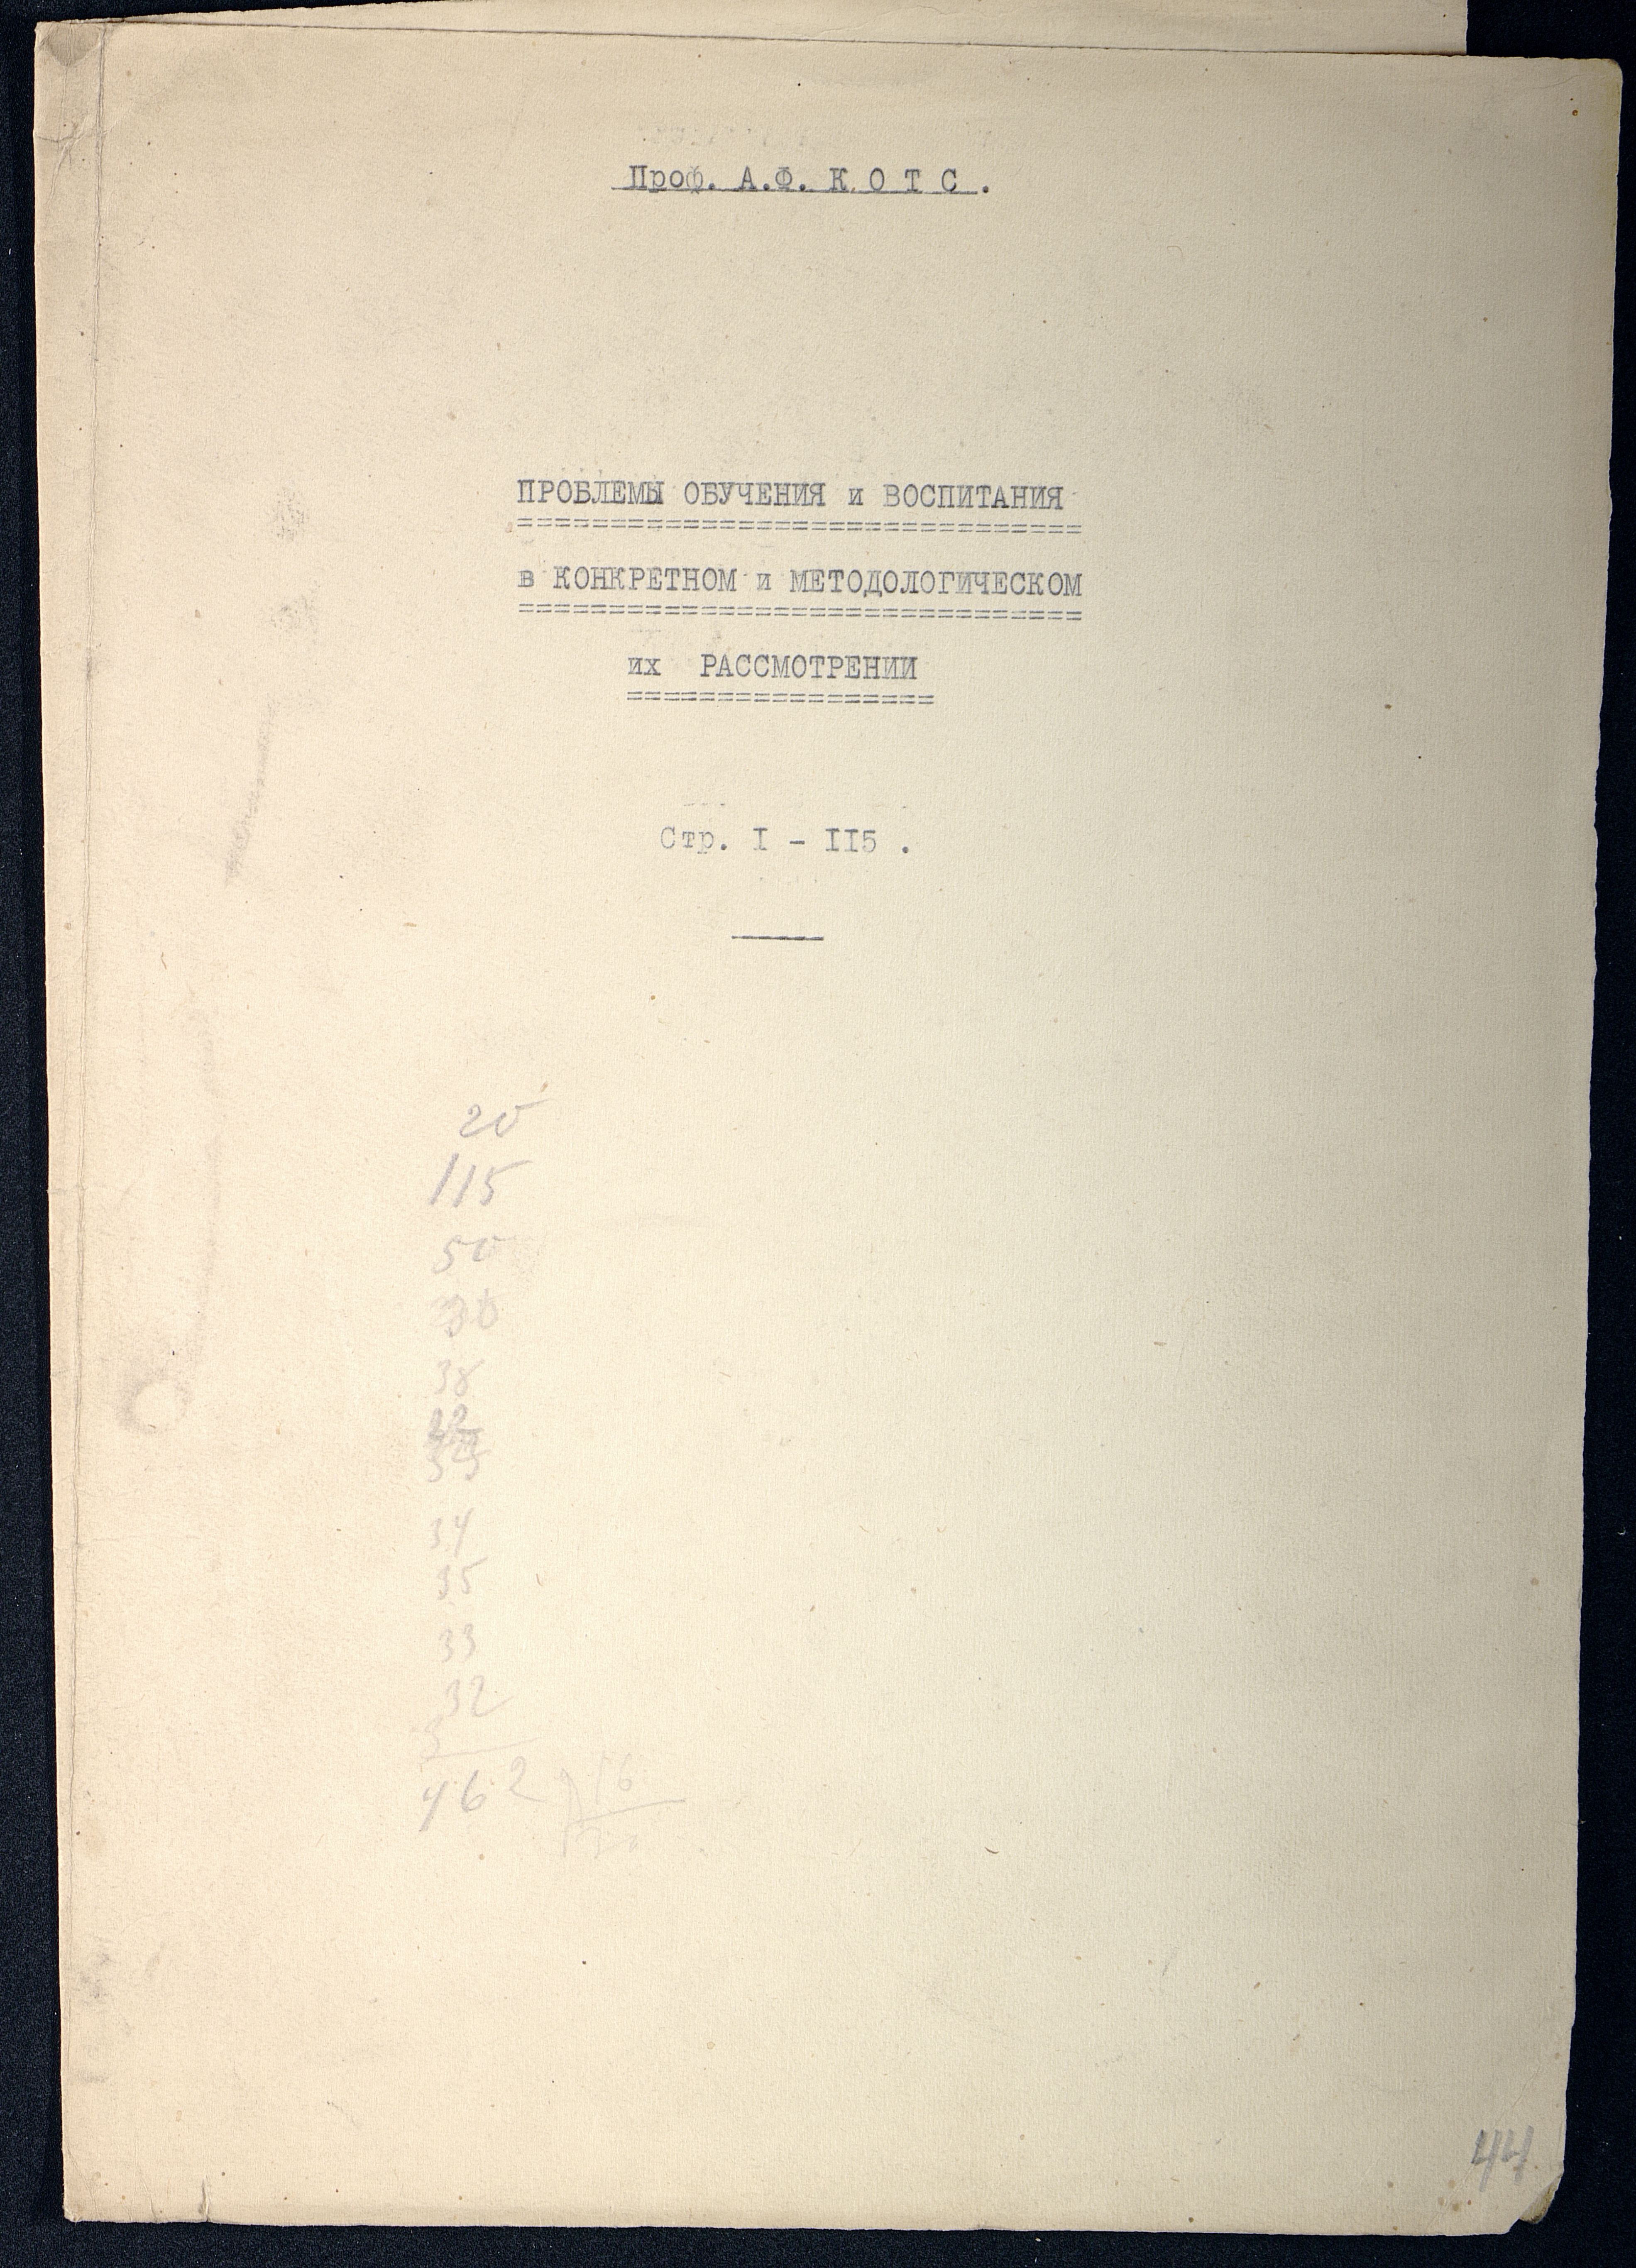 Проф. А.Ф. К О Т С .
ПРОБЛЕМЫ ОБУЧЕНИЯ и ВОСПИТАНИЯ
в КОНКРЕТНОМ и МЕТОДОЛОГИЧЕСКОМ
их РАССМОТРЕНИИ
Стр. I - II5 .
20
115
50
38
34
35
33
32
462
16
44